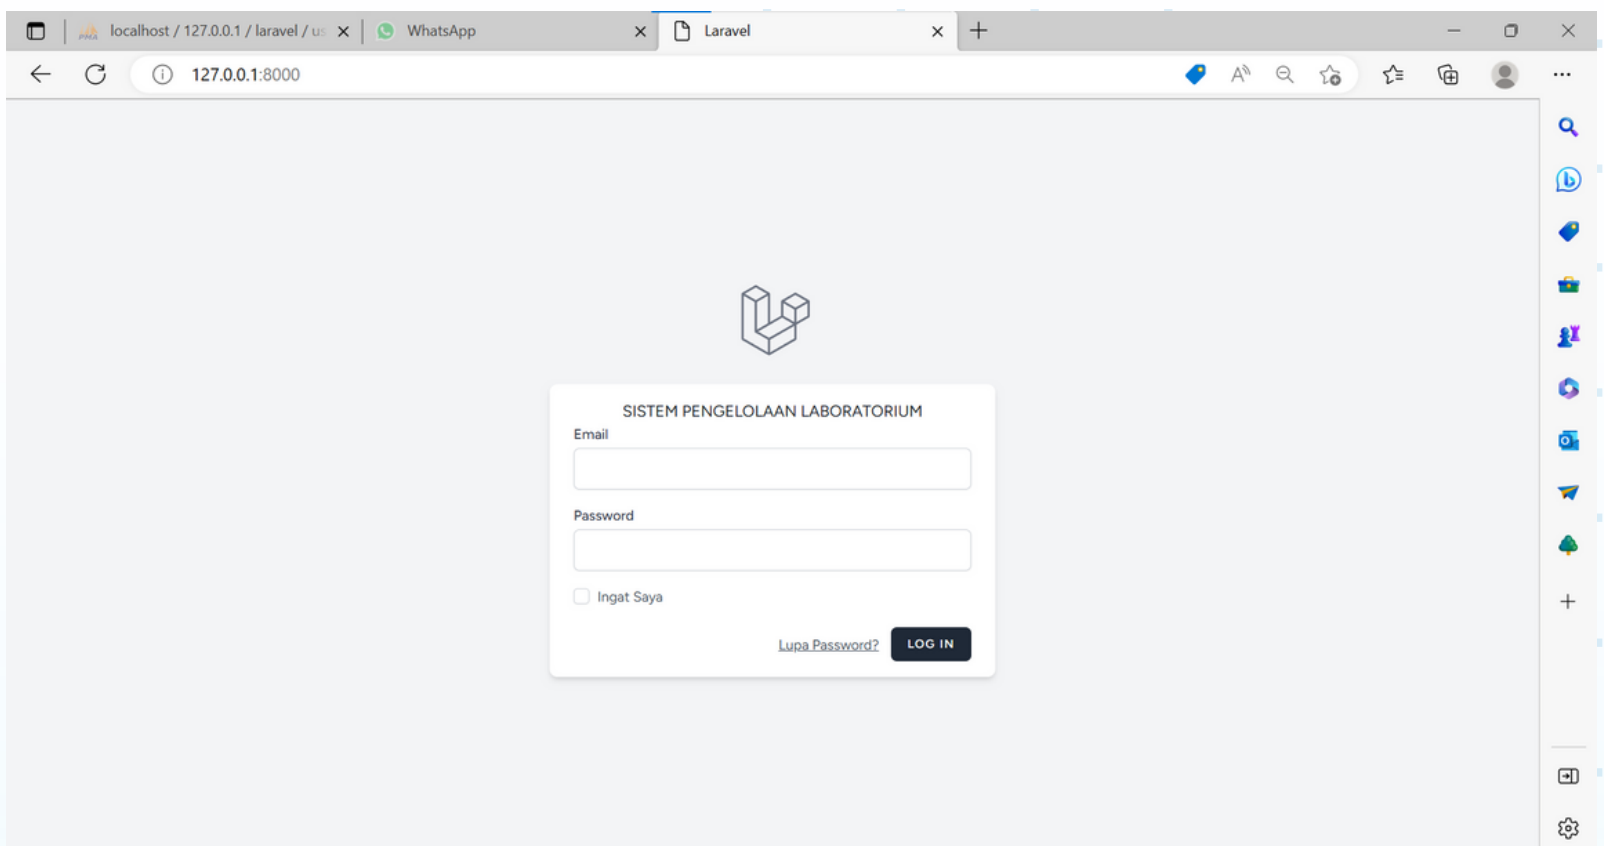 localhost / 127.0.0.1 / laravel / us
WhatsApp
Laravel
127.0.0.1:8000
SISTEM PENGELOLAAN LABORATORIUM
Email
Password
Ingat Saya
Lupa Password?
LOG IN